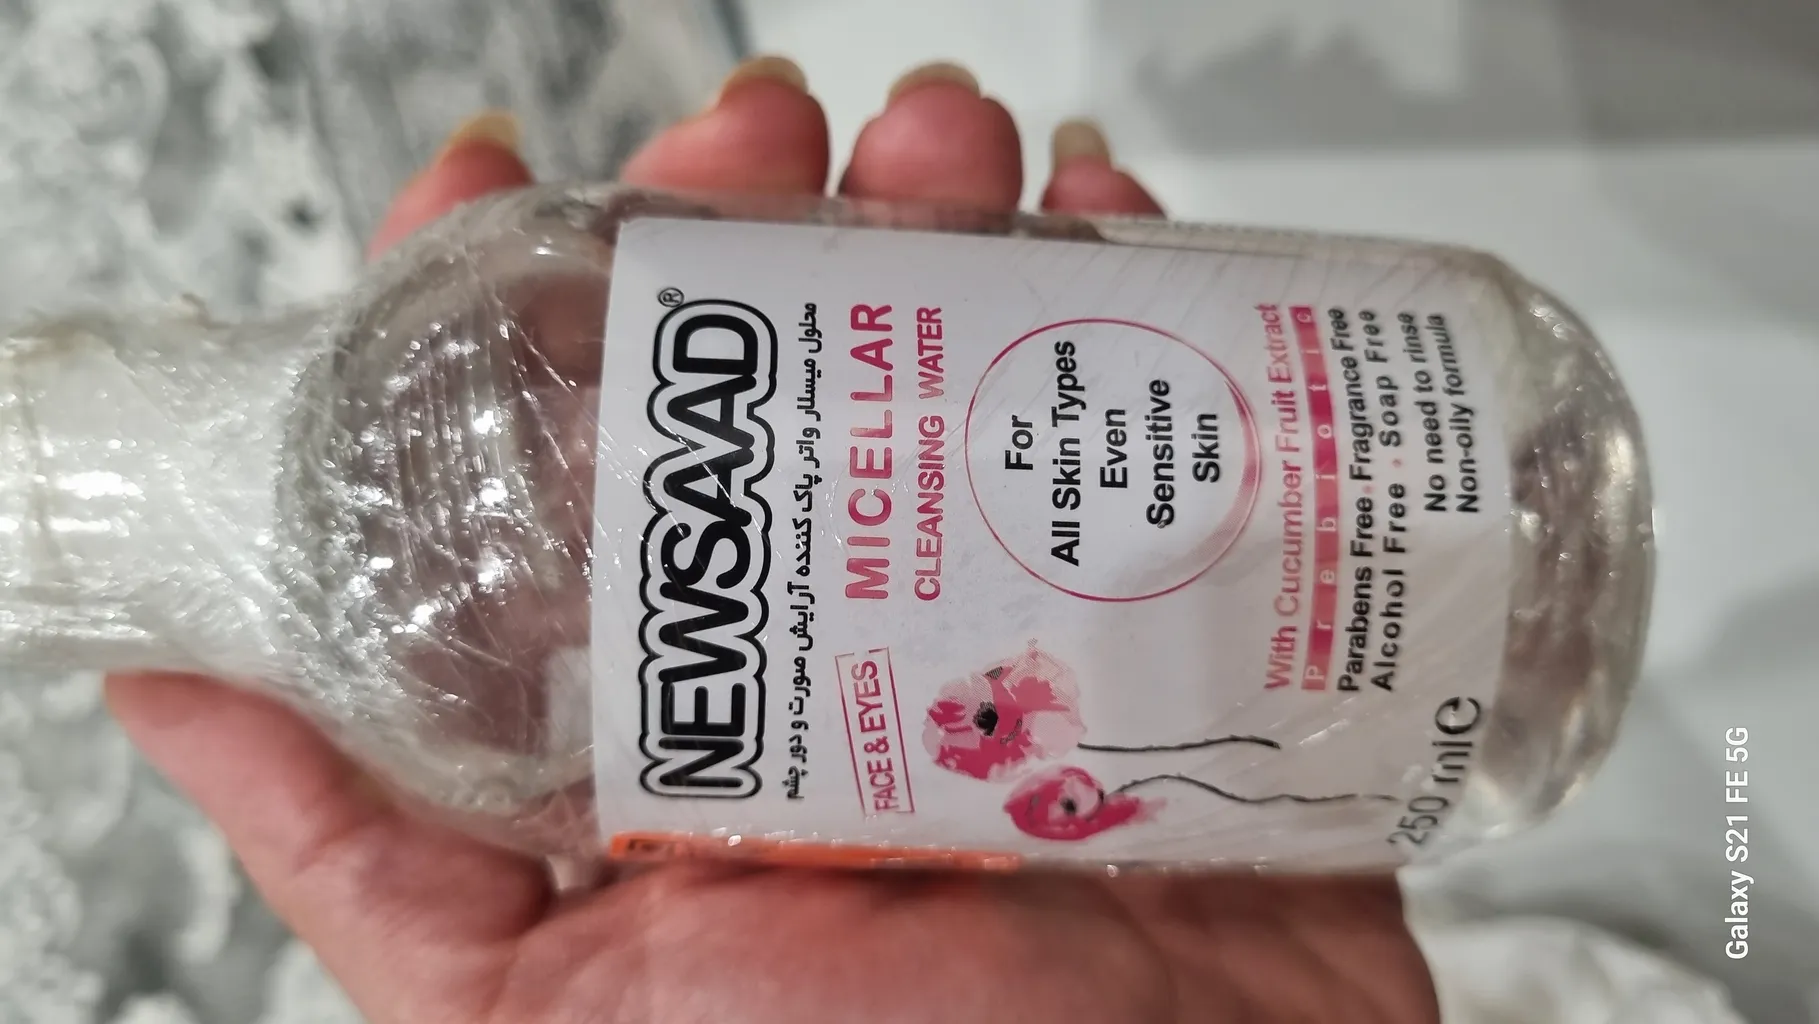 NEWSAAD®
محلول میسلار واتر پاک کننده آرایش صورت و دور چشم
FACE & EYES
MICELLAR
CLEANSING WATER
For
All Skin Types
Even
Sensitive
Skin
With Cucumber Fruit Extract
Prebiotic
Parabens Free • Fragrance Free
Alcohol Free • Soap Free
No need to rinse
Non-oily formula
250 ml e
Galaxy S21 FE 5G